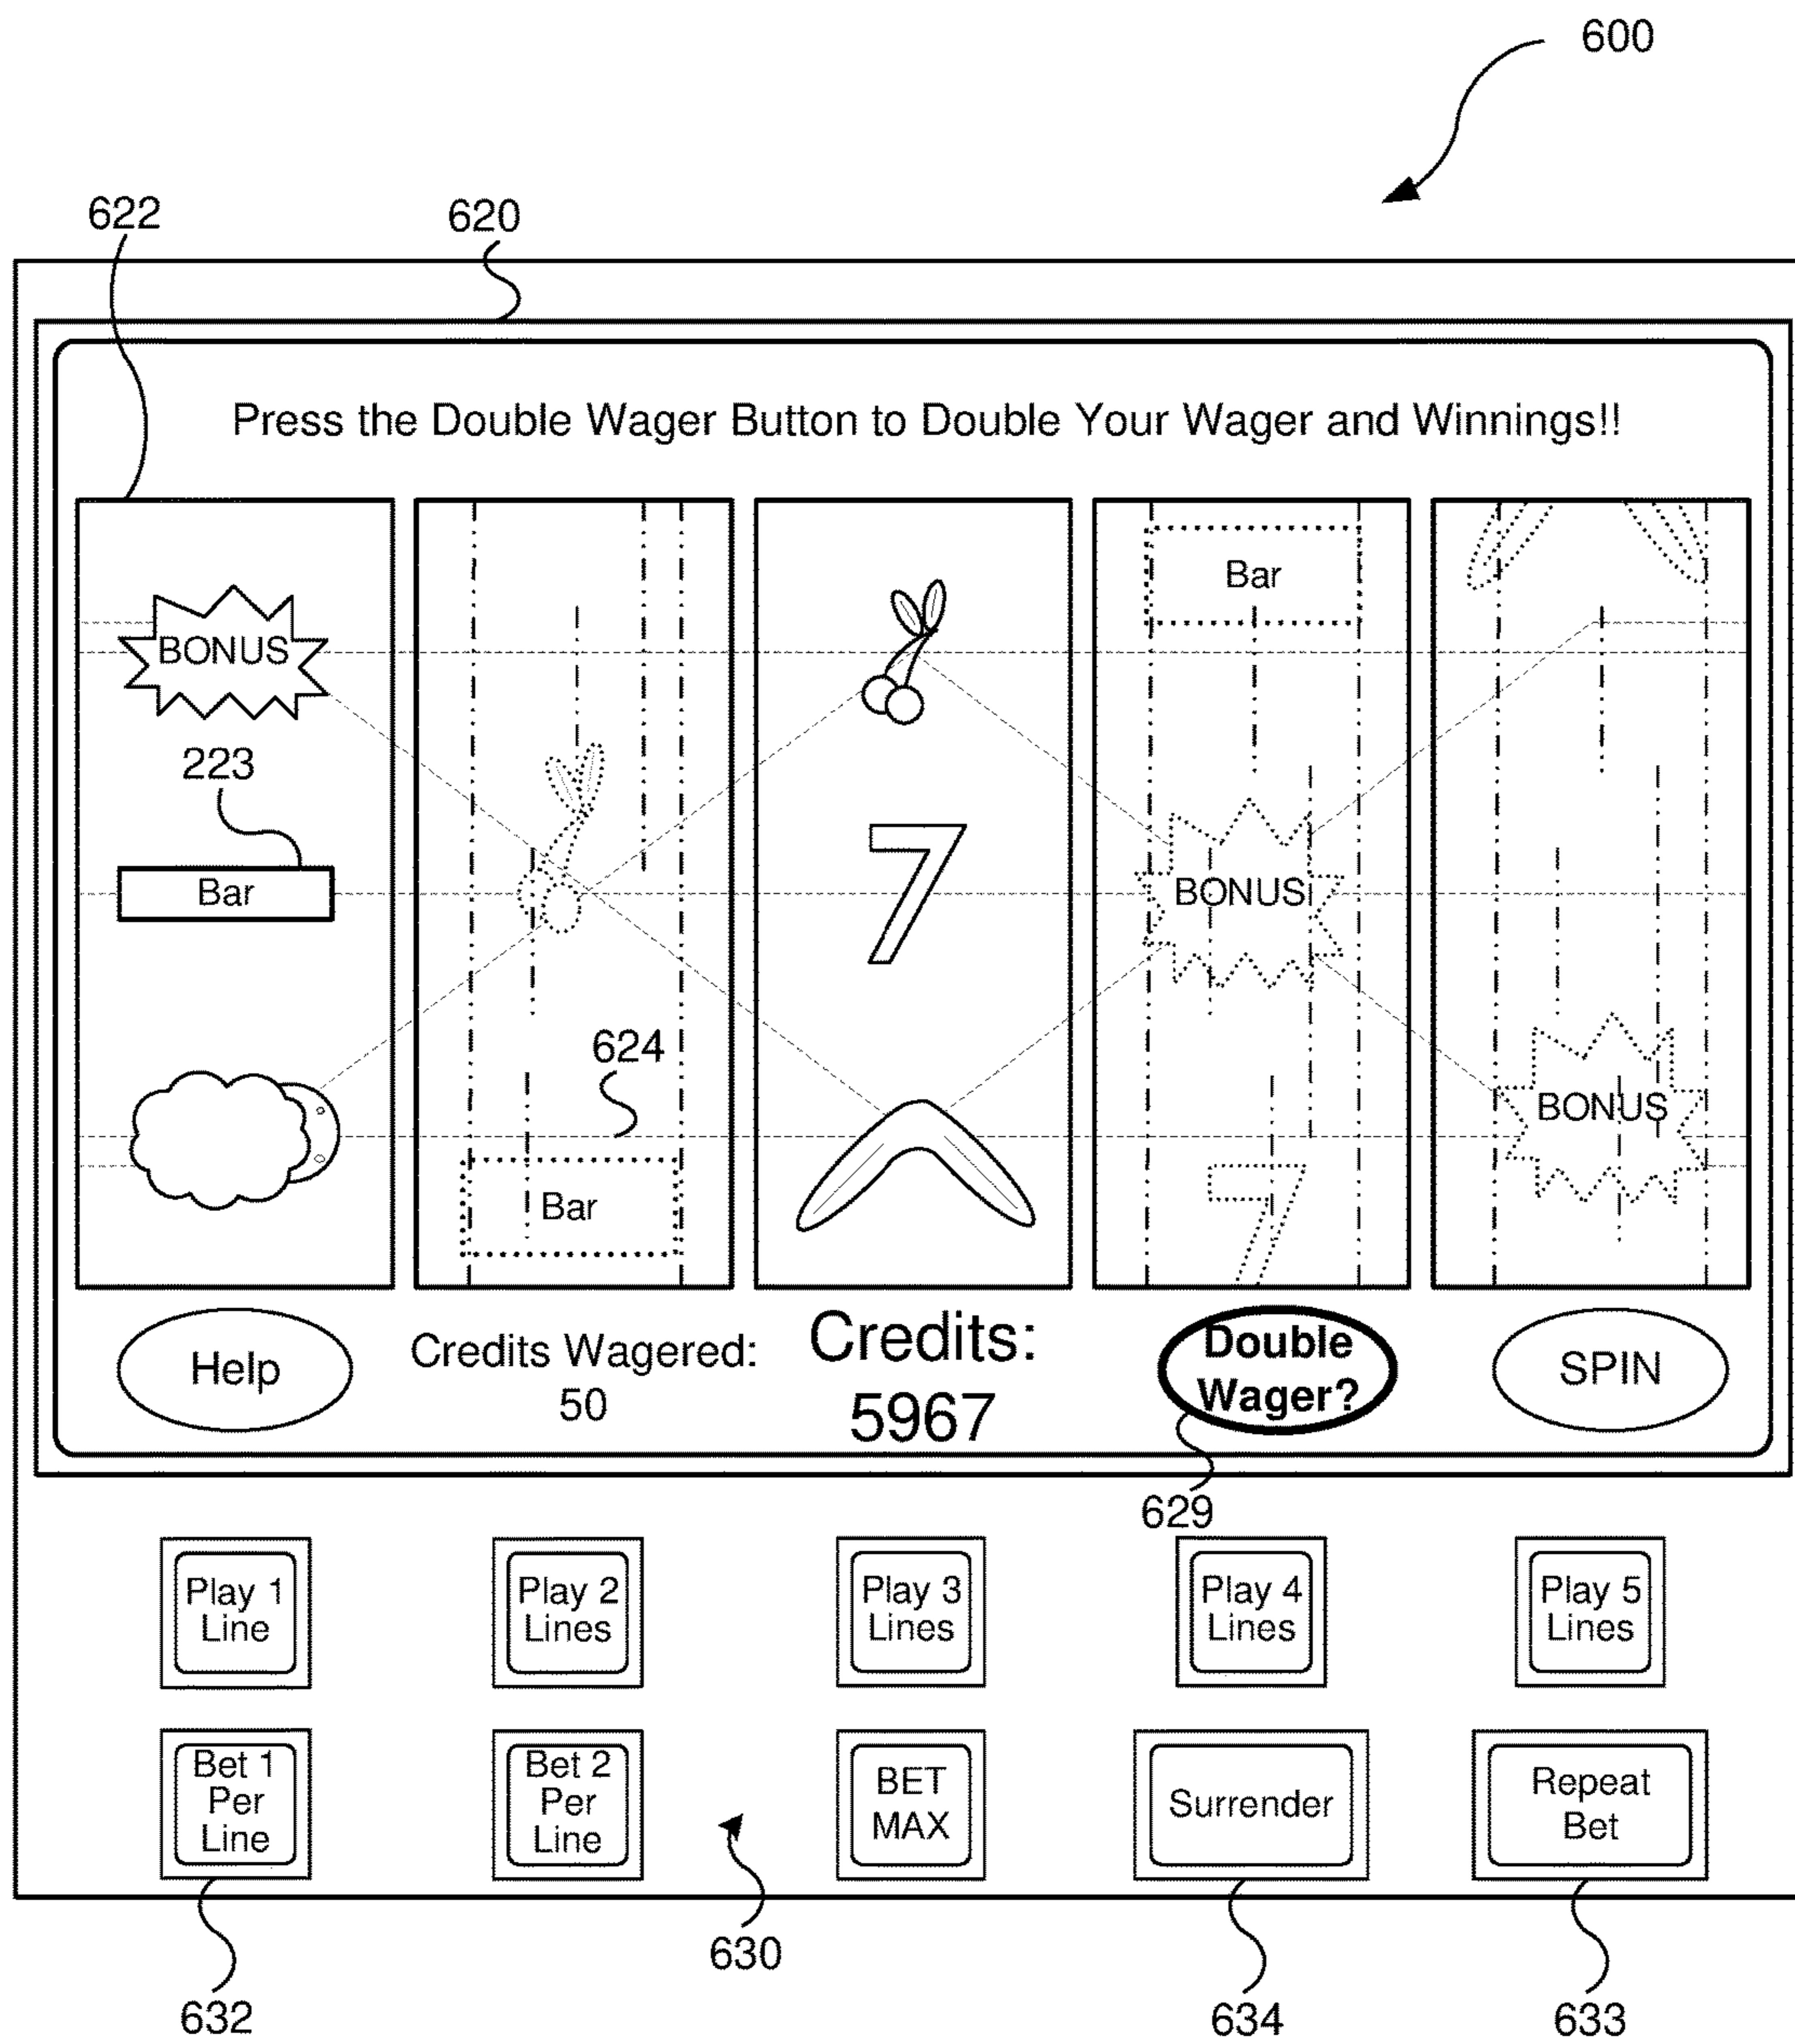 600
622
620
Press the Double Wager Button to Double Your Wager and Winnings!!
BONUS
Bar
223
7
Bar
BONUS
624
BONUS
Bar
7
Help
Credits Wagered:
50
Credits:
5967
Double
Wager?
SPIN
629
Play 1
Line
Play 2
Lines
Play 3
Lines
Play 4
Lines
Play 5
Lines
Bet 1
Per
Line
Bet 2
Per
Line
BET
MAX
Surrender
Repeat
Bet
630
632
634
633